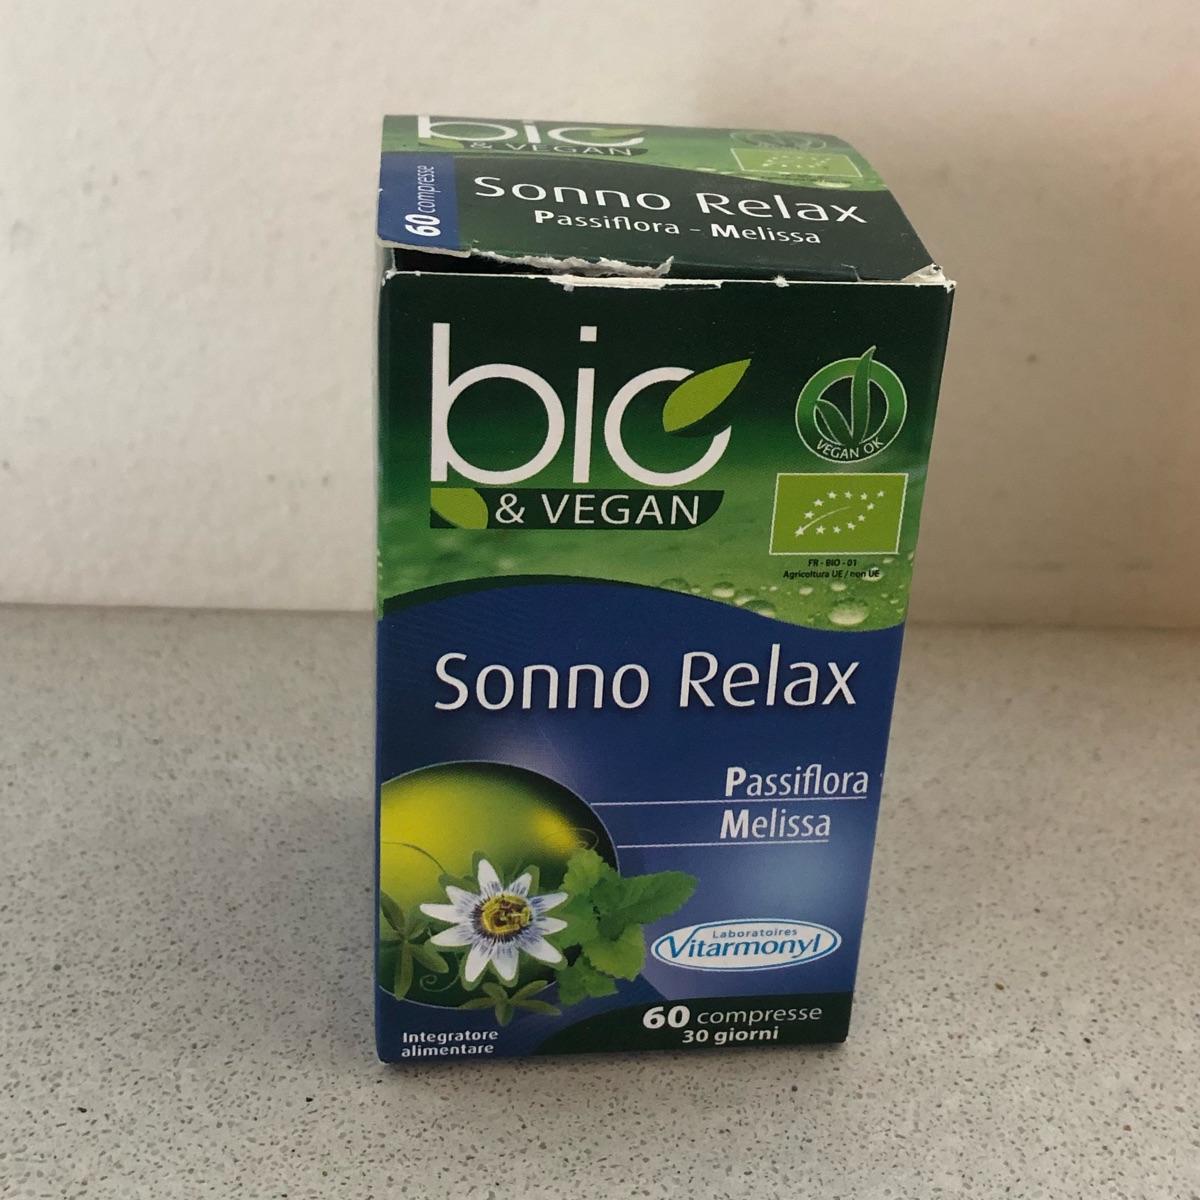 bio
& VEGAN
60 compresse
Sonno Relax
Passiflora - Melissa
bio
& VEGAN
VEGAN OK
FR - BIO - 01
Agricoltura UE / non UE
Sonno Relax
Passiflora
Melissa
Laboratoires
Vitarmonyl
60 compresse
30 giorni
Integratore
alimentare